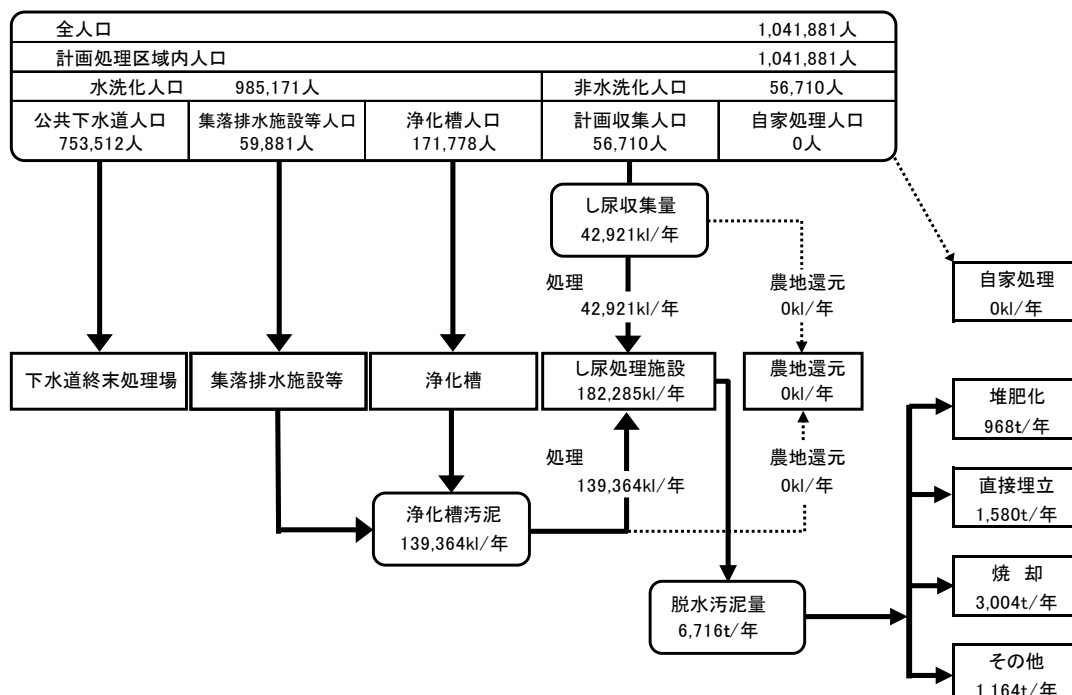 全人口 1,041,881人
計画処理区域内人口 1,041,881人
水洗化人口 985,171人 非水洗化人口 56,710人
公共下水道人口 集落排水施設等人口 浄化槽人口 計画収集人口 自家処理人口
753,512人 59,881人 171,778人 56,710人 0人
し尿収集量
42,921kl/年
処理
42,921kl/年
農地還元
0kl/年
自家処理
0kl/年
下水道終末処理場
集落排水施設等
浄化槽
し尿処理施設
182,285kl/年
農地還元
0kl/年
処理
139,364kl/年
農地還元
0kl/年
浄化槽汚泥
139,364kl/年
脱水汚泥量
6,716t/年
堆肥化
968t/年
直接埋立
1,580t/年
焼 却
3,004t/年
その他
1,164t/年